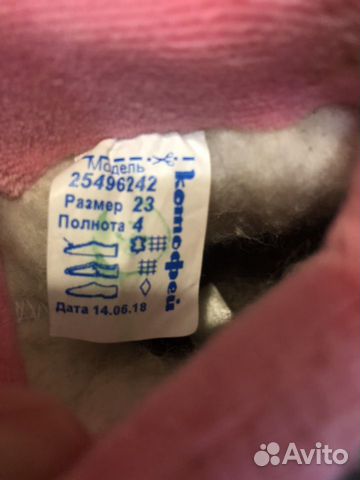 Модель
25496242
Размер 23
Полнота 4
Дата 14.06.18
Котофей
Avito